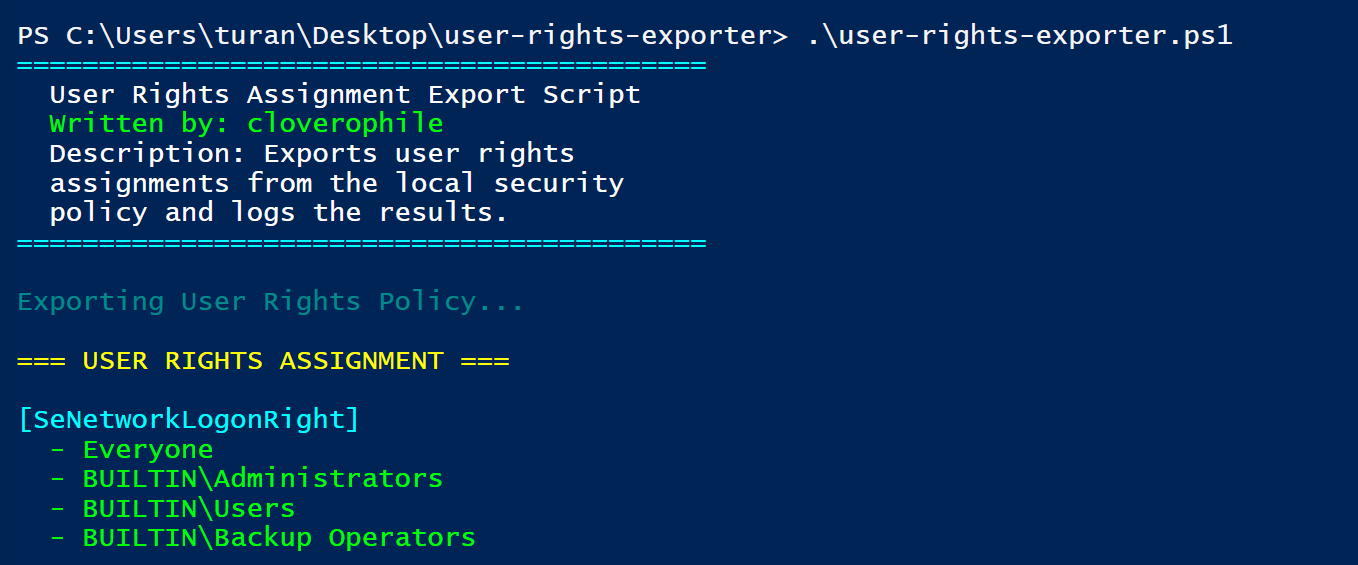 PS C:\Users\turan\Desktop\user-rights-exporter> .\user-rights-exporter.ps1
==========================================
User Rights Assignment Export Script
Written by: cloverophile
Description: Exports user rights
assignments from the local security
policy and logs the results.
==========================================
Exporting User Rights Policy...
=== USER RIGHTS ASSIGNMENT ===
[SeNetworkLogonRight]
- Everyone
- BUILTIN\Administrators
- BUILTIN\Users
- BUILTIN\Backup Operators